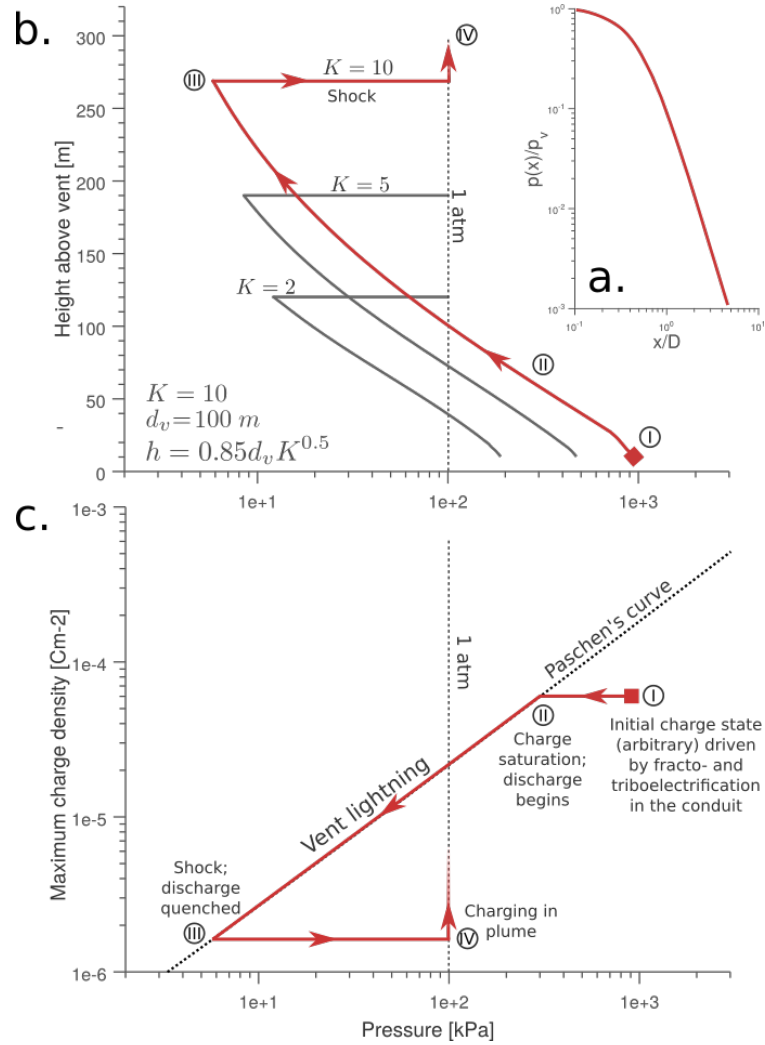 b.
Height above vent [m]
300
250
200
150
100
50
0
-
Ⅲ
K = 10
Shock
Ⅳ
K = 5
K = 2
1 atm
Ⅱ
Ⅰ
K = 10
d_v = 100 m
h = 0.85d_vK^{0.5}
1e+1
1e+2
1e+3
a.
p(x)/p_v
10^0
10^-1
10^-2
10^-3
10^-1
10^0
10^1
x/D
c.
Maximum charge density [Cm-2]
1e-3
1e-4
1e-5
1e-6
1 atm
Paschen's curve
Ⅰ
Initial charge state
(arbitrary) driven
by fracto- and
triboelectrification
in the conduit
Ⅱ
Charge
saturation;
discharge
begins
Vent lightning
Shock;
discharge
quenched
Ⅲ
Charging in
plume
Ⅳ
1e+1
1e+2
1e+3
Pressure [kPa]